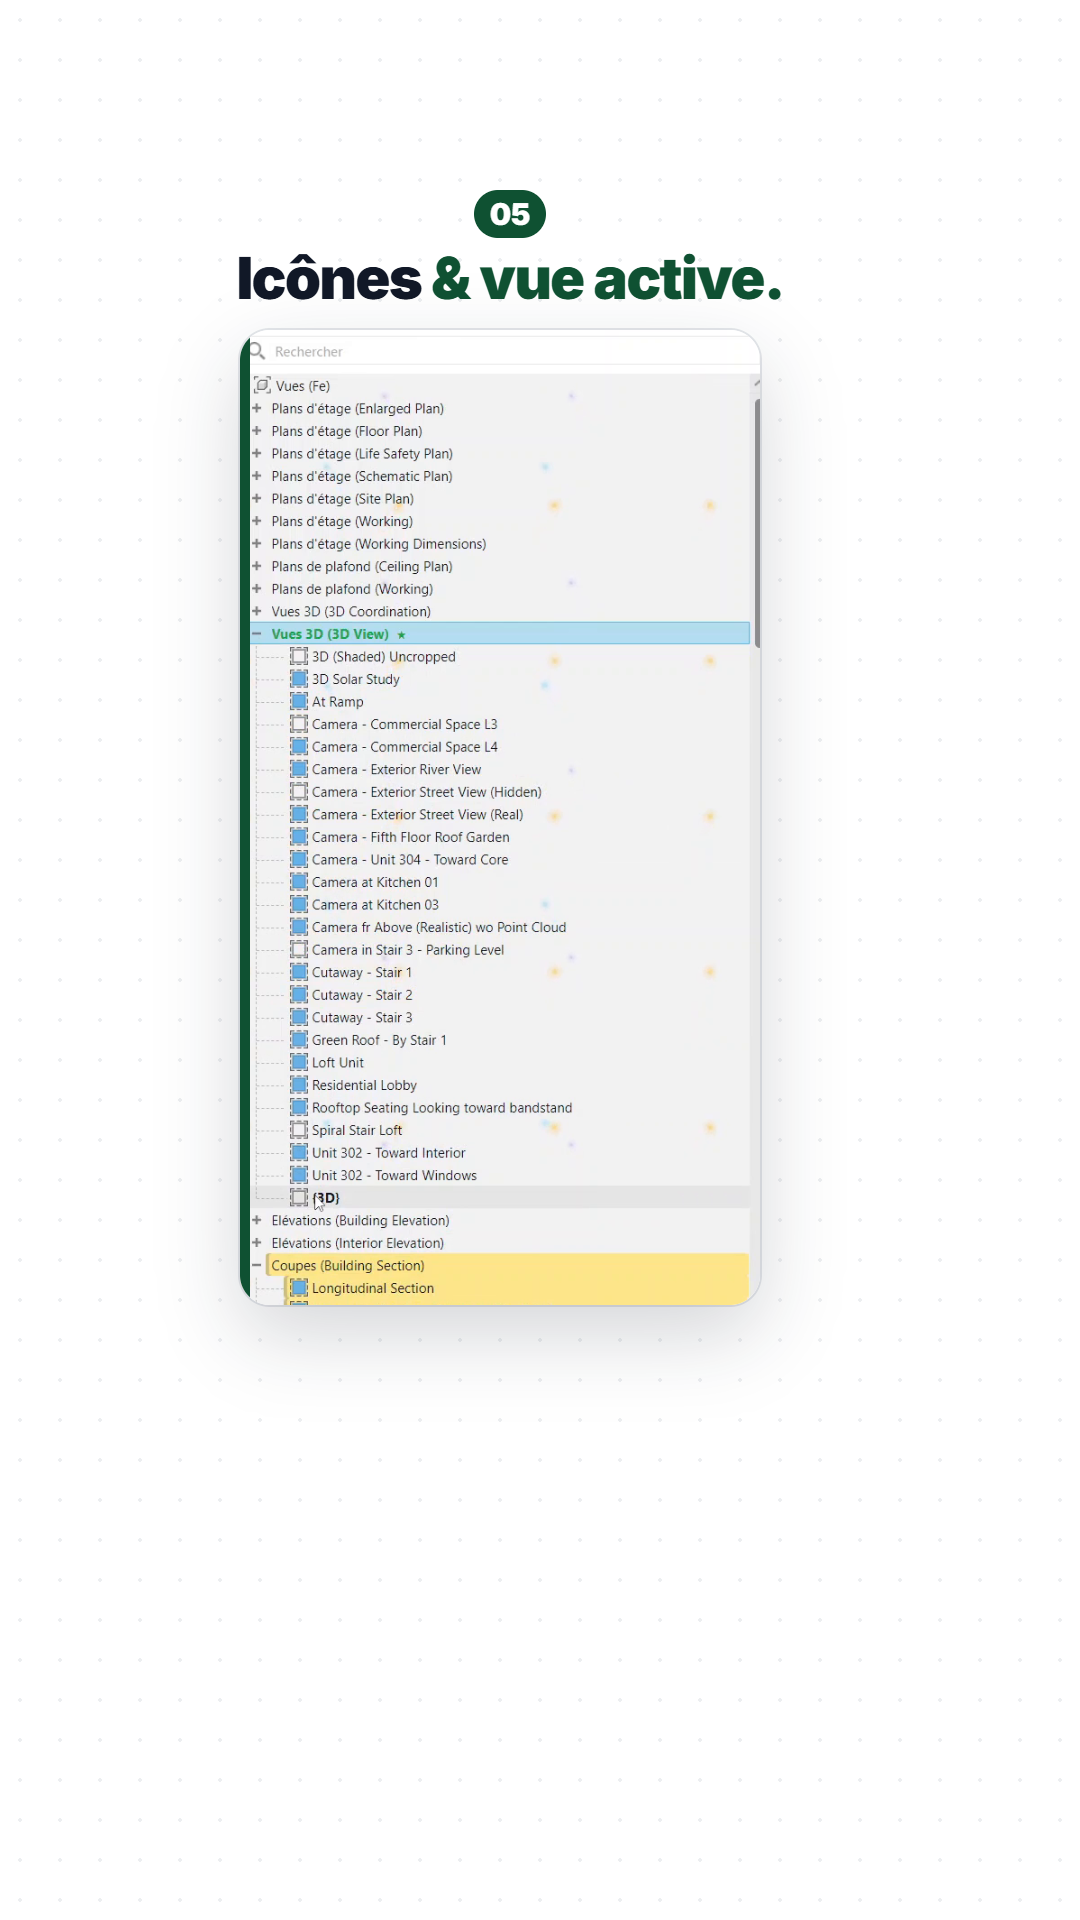 05
Icônes & vue active.
Rechercher
Vues (Fe)
Plans d'étage (Enlarged Plan)
Plans d'étage (Floor Plan)
Plans d'étage (Life Safety Plan)
Plans d'étage (Schematic Plan)
Plans d'étage (Site Plan)
Plans d'étage (Working)
Plans d'étage (Working Dimensions)
Plans de plafond (Ceiling Plan)
Plans de plafond (Working)
Vues 3D (3D Coordination)
Vues 3D (3D View) ★
3D (Shaded) Uncropped
3D Solar Study
At Ramp
Camera - Commercial Space L3
Camera - Commercial Space L4
Camera - Exterior River View
Camera - Exterior Street View (Hidden)
Camera - Exterior Street View (Real)
Camera - Fifth Floor Roof Garden
Camera - Unit 304 - Toward Core
Camera at Kitchen 01
Camera at Kitchen 03
Camera fr Above (Realistic) wo Point Cloud
Camera in Stair 3 - Parking Level
Cutaway - Stair 1
Cutaway - Stair 2
Cutaway - Stair 3
Green Roof - By Stair 1
Loft Unit
Residential Lobby
Rooftop Seating Looking toward bandstand
Spiral Stair Loft
Unit 302 - Toward Interior
Unit 302 - Toward Windows
{3D}
Elévations (Building Elevation)
Elévations (Interior Elevation)
Coupes (Building Section)
Longitudinal Section